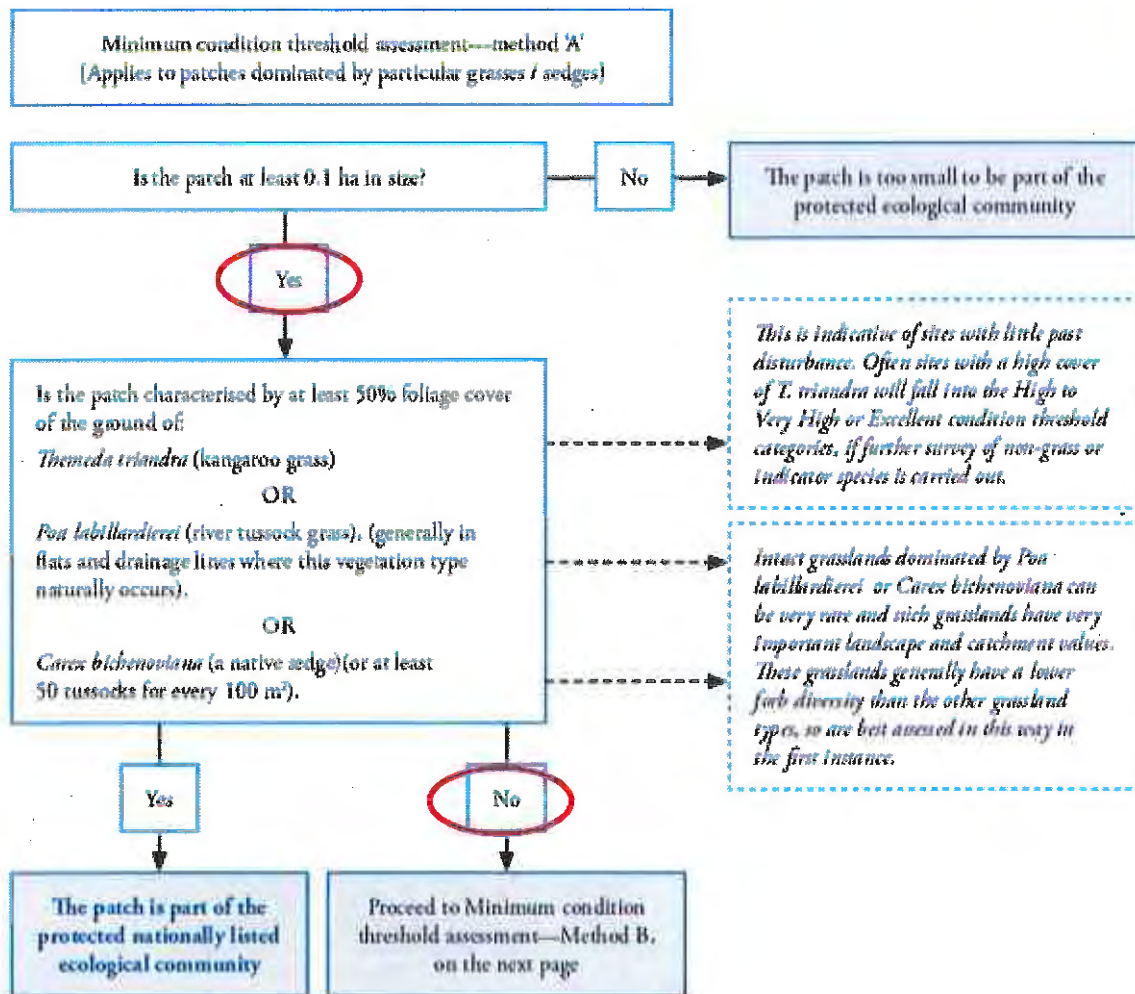 Minimum condition threshold assessment—method 'A'
(Applies to patches dominated by particular grasses / sedges)
Is the patch at least 0.1 ha in size?
No
The patch is too small to be part of the
protected ecological community
Yes
Is the patch characterised by at least 50% foliage cover
of the ground of:
Themeda triandra (kangaroo grass)
OR
Poa labillardierei (river tussock grass), (generally in
flats and drainage lines where this vegetation type
naturally occurs).
OR
Carex bichenoviana (a native sedge)(or at least
50 tussocks for every 100 m²).
This is indicative of sites with little past
disturbance. Often sites with a high cover
of T. triandra will fall into the High to
Very High or Excellent condition threshold
categories, if further survey of non-grass or
indicator species is carried out.
Intact grasslands dominated by Poa
labillardierei or Carex bichenoviana can
be very rare and such grasslands have very
important landscape and catchment values.
These grasslands generally have a lower
forb diversity than the other grassland
types, so are best assessed in this way in
the first instance.
Yes
No
The patch is part of the
protected nationally listed
ecological community
Proceed to Minimum condition
threshold assessment—Method B,
on the next page